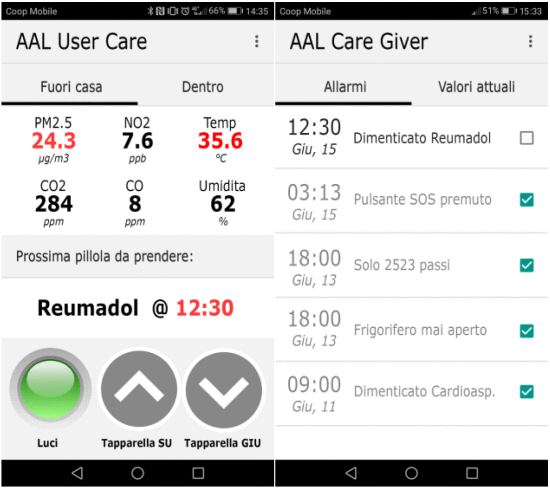 Coop Mobile
66%
14:35
AAL User Care
Fuori casa
Dentro
PM2.5
NO2
Temp
24.3
7.6
35.6
µg/m3
ppb
°C
CO2
CO
Umidita
284
8
62
ppm
ppm
%
Prossima pillola da prendere:
Reumadol @ 12:30
Luci
Tapparella SU
Tapparella GIU
Coop Mobile
51%
15:33
AAL Care Giver
Allarmi
Valori attuali
12:30
Giu, 15
Dimenticato Reumadol
03:13
Giu, 15
Pulsante SOS premuto
18:00
Giu, 13
Solo 2523 passi
18:00
Giu, 13
Frigorifero mai aperto
09:00
Giu, 11
Dimenticato Cardioasp.